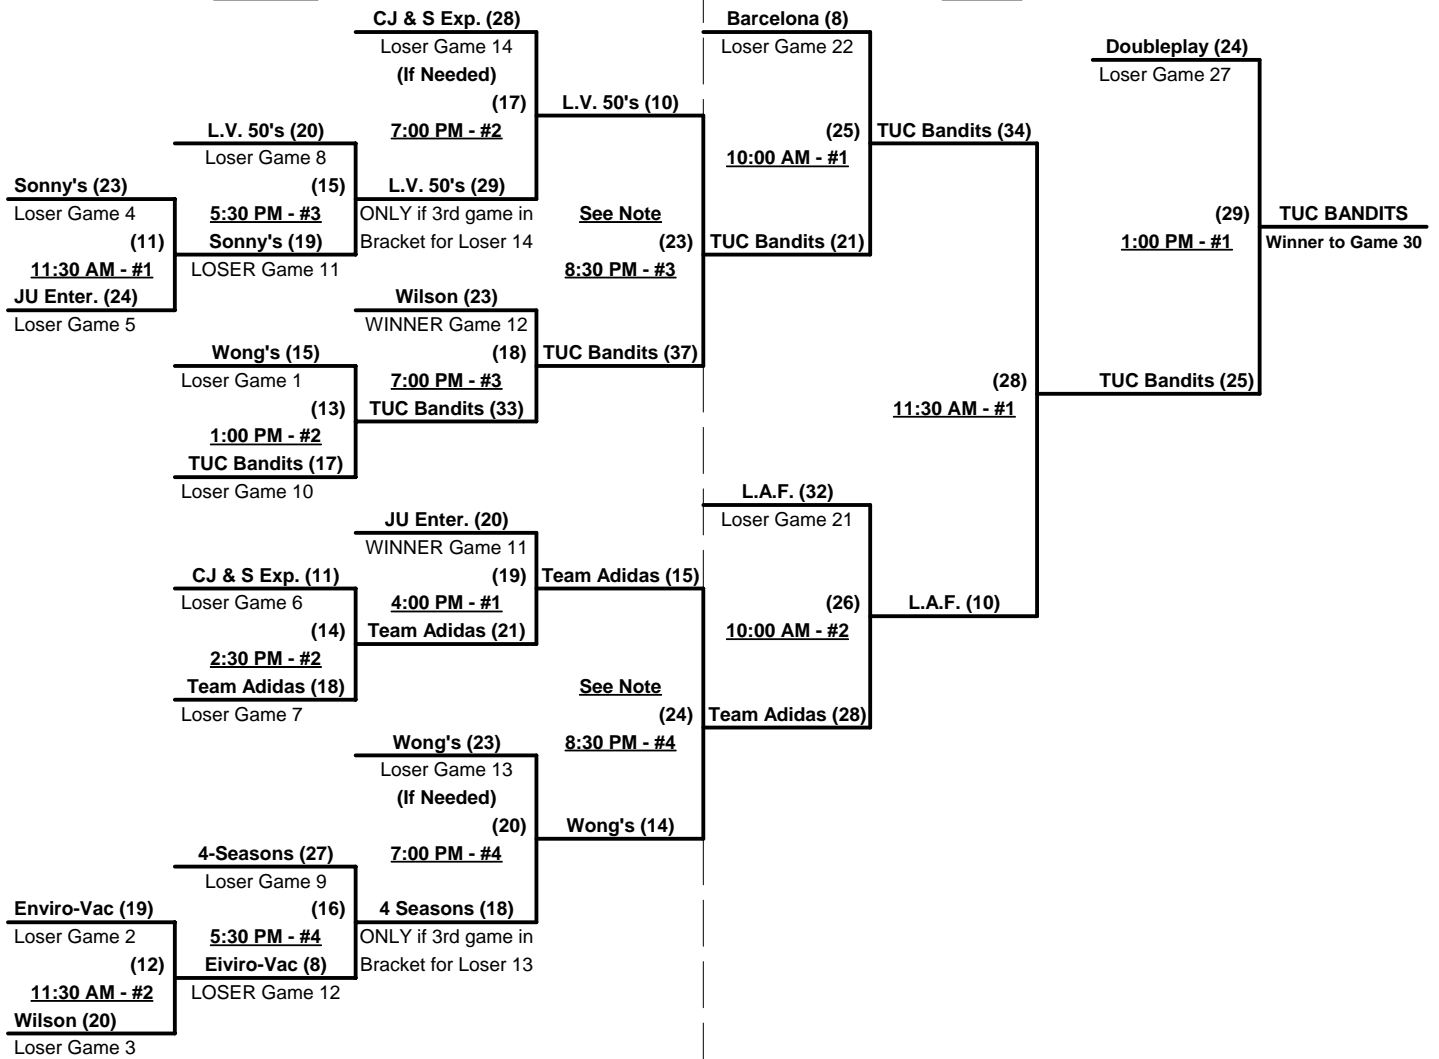 CJ & S Exp. (28)
Loser Game 14
(If Needed)
(17)
7:00 PM - #2
L.V. 50's (20)
Loser Game 8
(15)
5:30 PM - #3
Sonny's (23)
Loser Game 4
(11)
11:30 AM - #1
JU Enter. (24)
Loser Game 5
Sonny's (19)
LOSER Game 11
L.V. 50's (29)
ONLY if 3rd game in
Bracket for Loser 14
L.V. 50's (10)
See Note
(23)
8:30 PM - #3
Wilson (23)
WINNER Game 12
(18)
7:00 PM - #3
Wong's (15)
Loser Game 1
(13)
1:00 PM - #2
TUC Bandits (17)
Loser Game 10
TUC Bandits (33)
TUC Bandits (37)
JU Enter. (20)
WINNER Game 11
(19)
4:00 PM - #1
CJ & S Exp. (11)
Loser Game 6
(14)
2:30 PM - #2
Team Adidas (18)
Loser Game 7
Team Adidas (21)
Team Adidas (15)
See Note
(24)
8:30 PM - #4
Wong's (23)
Loser Game 13
(If Needed)
(20)
7:00 PM - #4
4-Seasons (27)
Loser Game 9
(16)
5:30 PM - #4
Enviro-Vac (19)
Loser Game 2
(12)
11:30 AM - #2
Wilson (20)
Loser Game 3
Eiviro-Vac (8)
LOSER Game 12
4 Seasons (18)
ONLY if 3rd game in
Bracket for Loser 13
Wong's (14)
Barcelona (8)
Loser Game 22
(25)
10:00 AM - #1
TUC Bandits (21)
TUC Bandits (34)
L.A.F. (32)
Loser Game 21
(26)
10:00 AM - #2
Team Adidas (28)
L.A.F. (10)
(28)
11:30 AM - #1
Doubleplay (24)
Loser Game 27
(29)
1:00 PM - #1
TUC Bandits (25)
TUC BANDITS
Winner to Game 30